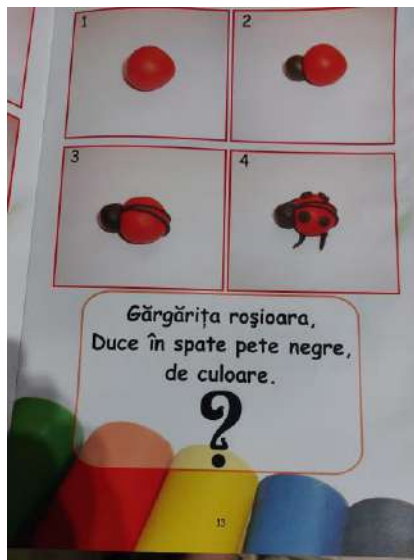 1
2
3
4
Gărgărița roșioara,
Duce în spate pete negre,
de culoare.
?
13